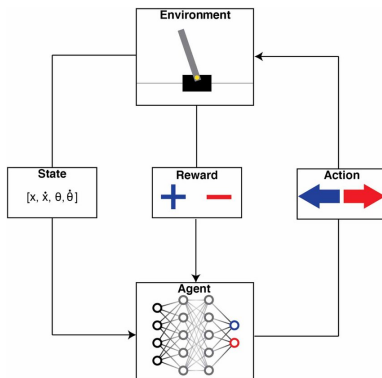 Environment
State
[x, ẋ, θ, θ̇ ]
Reward
Action
Agent